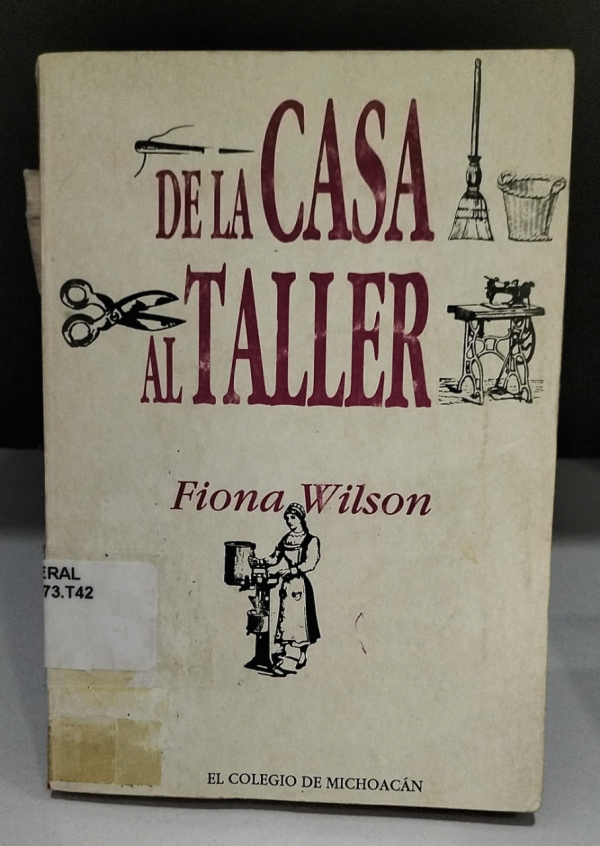 DE LA CASA
AL TALLER
Fiona Wilson
ERAL
73.T42
EL COLEGIO DE MICHOACÁN